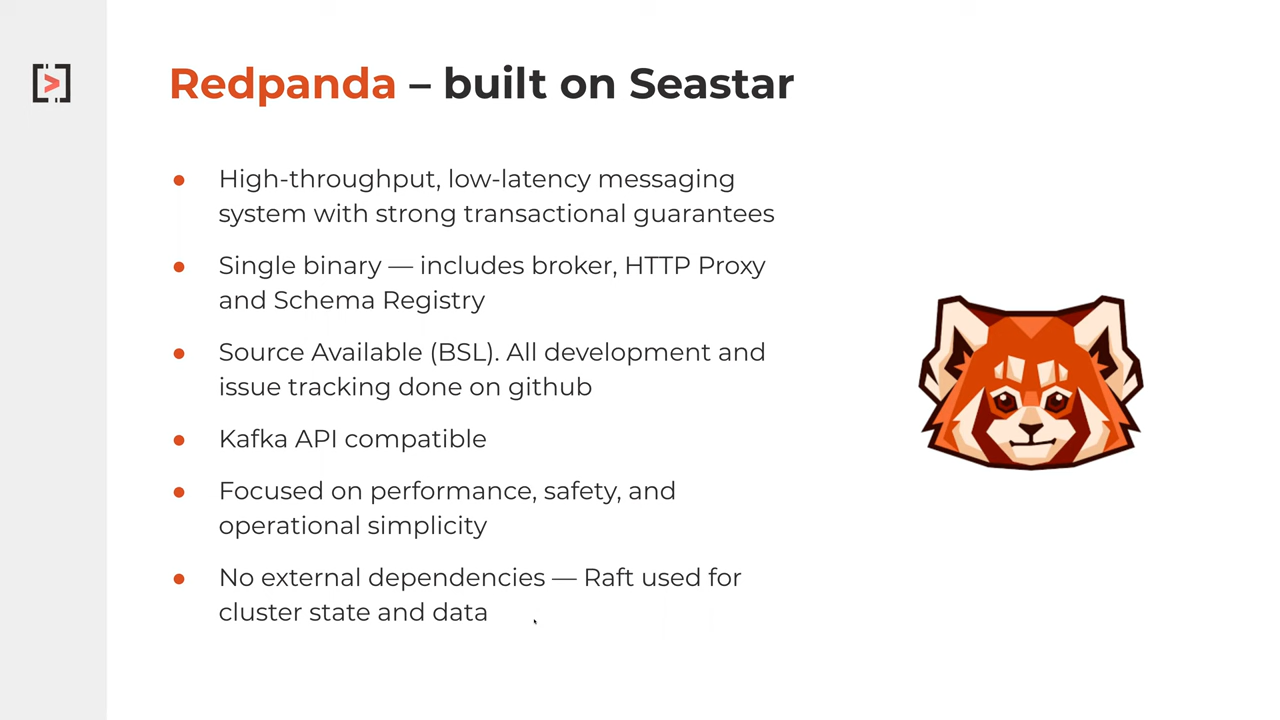 Redpanda – built on Seastar
● High-throughput, low-latency messaging
system with strong transactional guarantees
● Single binary — includes broker, HTTP Proxy
and Schema Registry
● Source Available (BSL). All development and
issue tracking done on github
● Kafka API compatible
● Focused on performance, safety, and
operational simplicity
● No external dependencies — Raft used for
cluster state and data